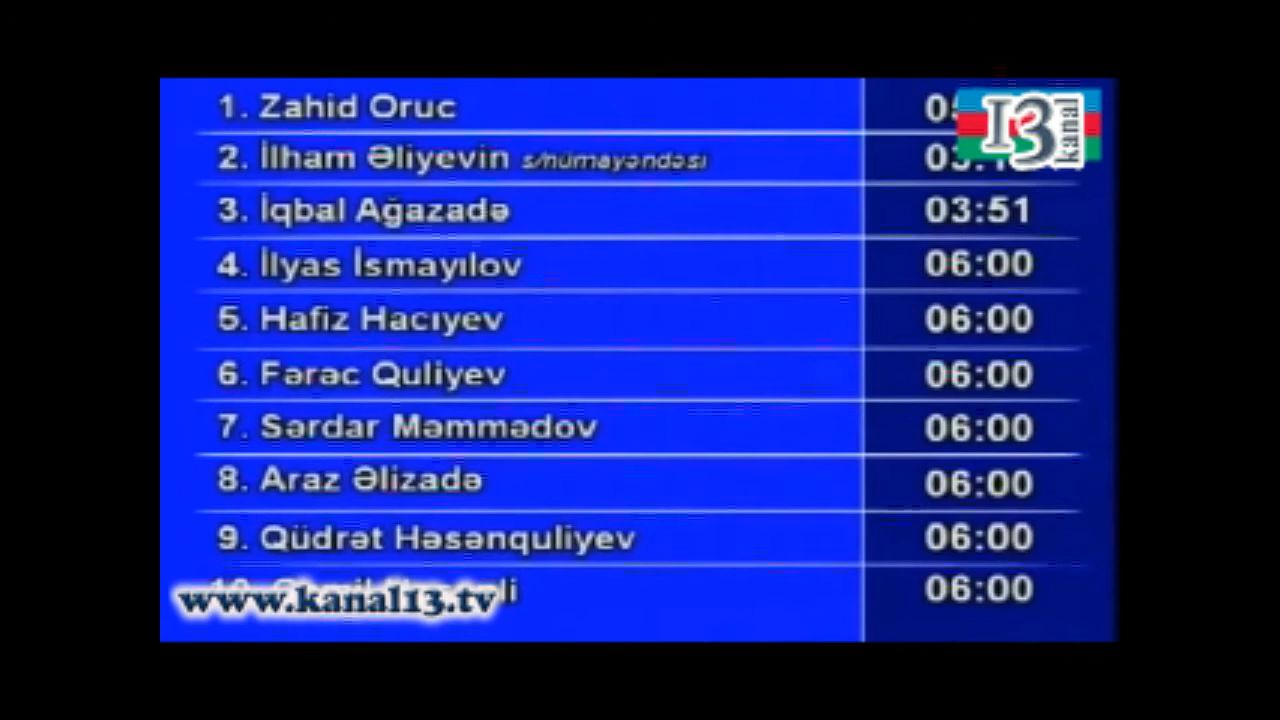 1. Zahid Oruc
2. İlham Əliyevin s/nümayəndəsi
3. İqbal Ağazadə 03:51
4. İlyas İsmayılov 06:00
5. Hafiz Hacıyev 06:00
6. Fərəc Quliyev 06:00
7. Sərdar Məmmədov 06:00
8. Araz Əlizadə 06:00
9. Qüdrət Həsənquliyev 06:00
06:00
13 kanal
www.kanal13.tv